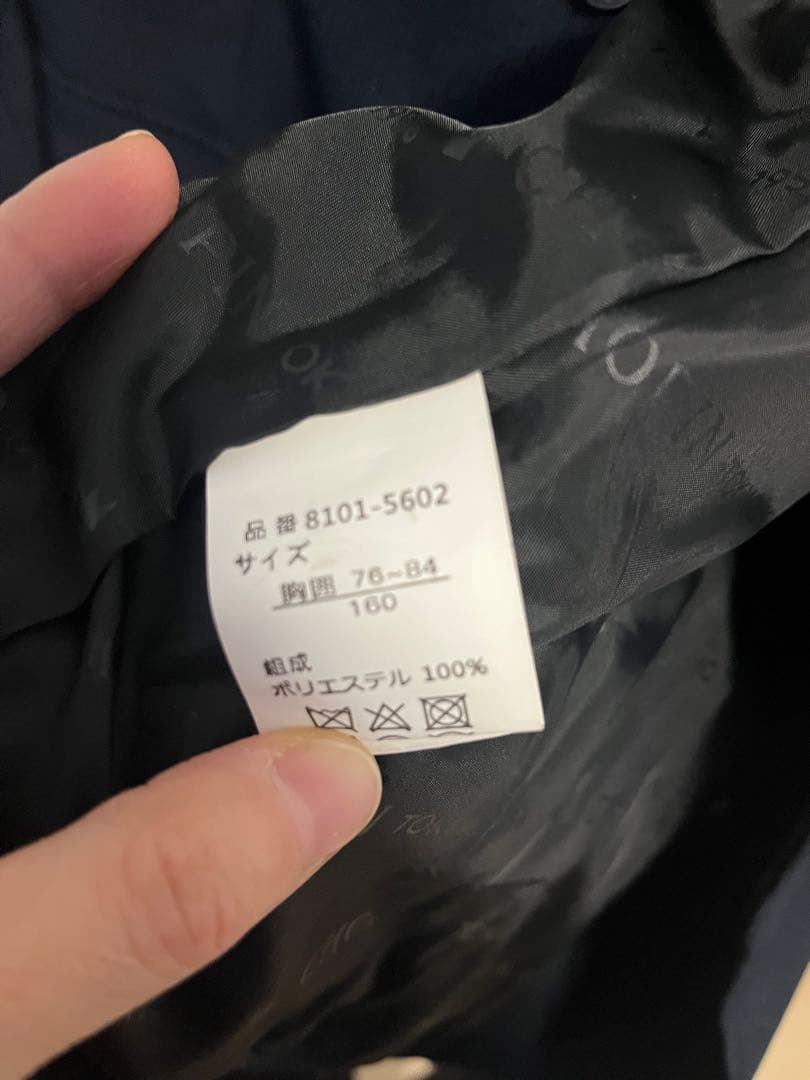 品番 8101-5602
サイズ
胸囲 76~84
160
組成
ポリエステル 100%